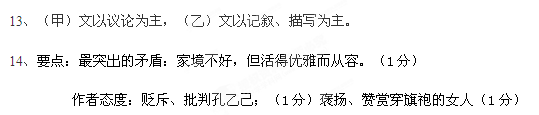 13、（甲）文以议论为主，（乙）文以记叙、描写为主。
14、要点：最突出的矛盾：家境不好，但活得优雅而从容。（1分）
作者态度：贬斥、批判孔乙己；（1分）褒扬、赞赏穿旗袍的女人（1分）